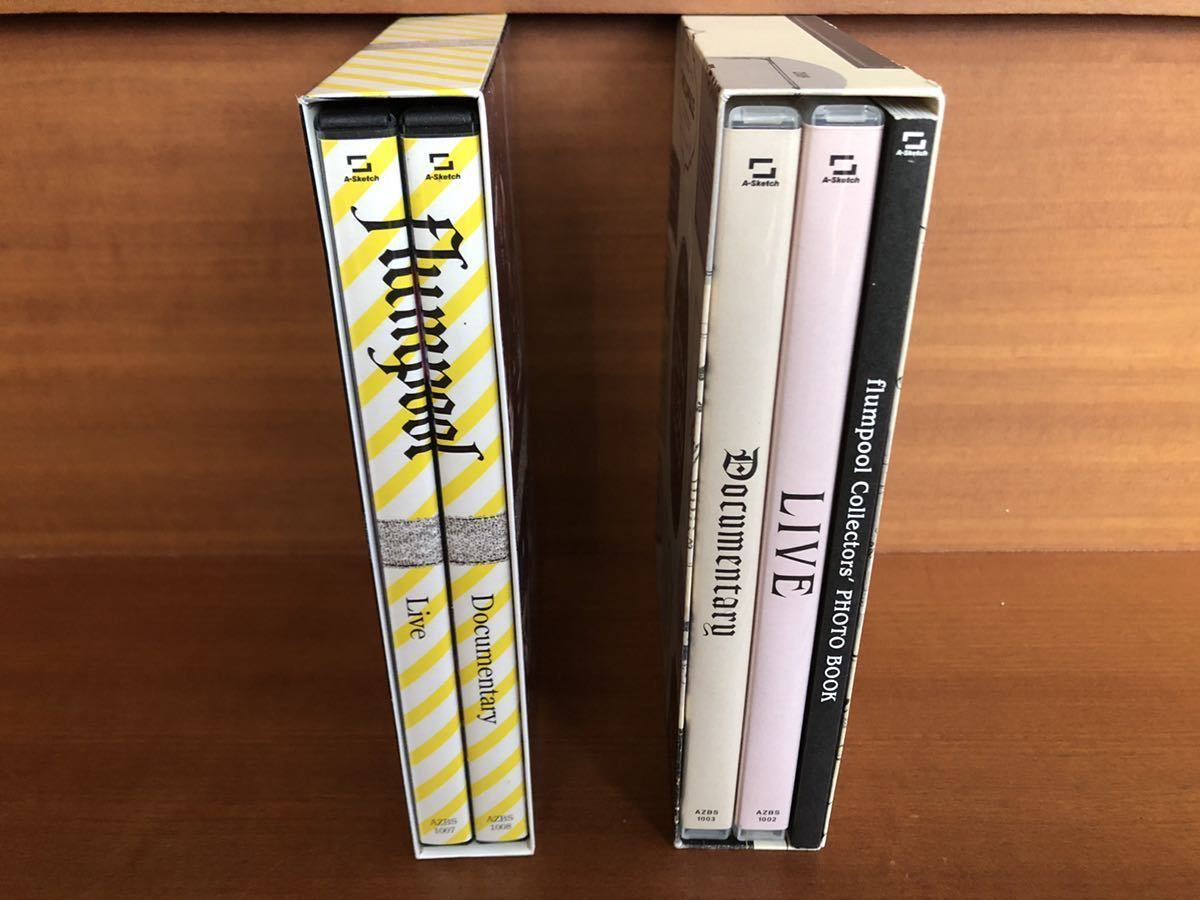 A-Sketch
A-Sketch
flumpool
Live
Documentary
AZBS
1007
AZBS
1008
A-Sketch
Documentary
AZBS
1003
A-Sketch
LIVE
AZBS
1002
A-Sketch
flumpool Collectors' PHOTO BOOK